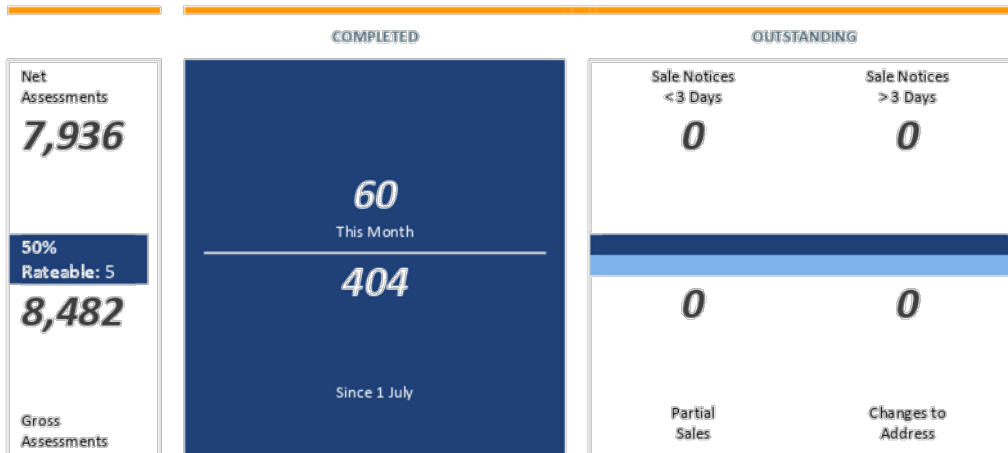 COMPLETED
OUTSTANDING
Net
Assessments
7,936
50%
Rateable: 5
8,482
Gross
Assessments
60
This Month
404
Since 1 July
Sale Notices
<3 Days
0
Sale Notices
>3 Days
0
0
Partial
Sales
0
Changes to
Address